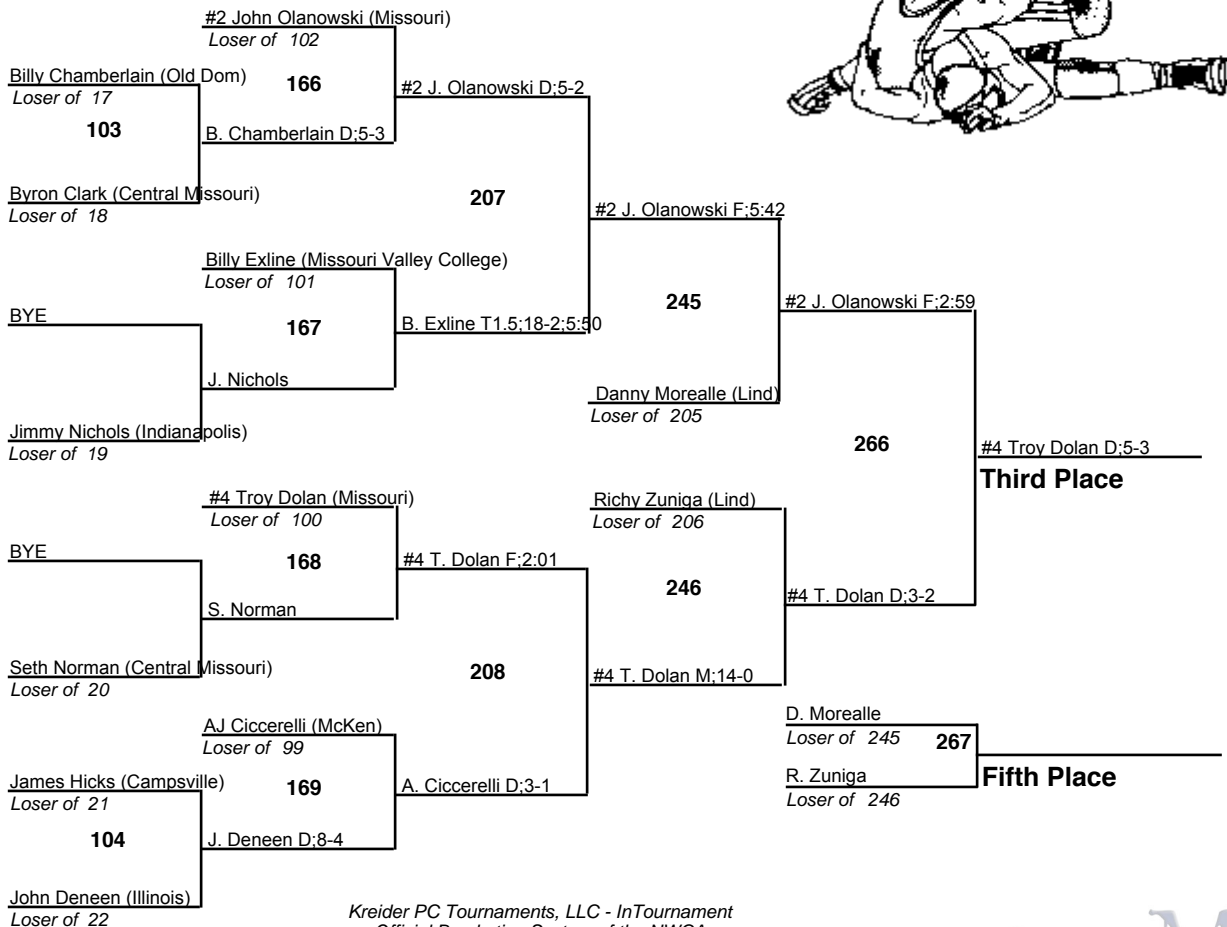 #2 John Olanowski (Missouri)
Loser of 102
Billy Chamberlain (Old Dom)
Loser of 17
166
#2 J. Olanowski D;5-2
103
B. Chamberlain D;5-3
Byron Clark (Central Missouri)
Loser of 18
207
#2 J. Olanowski F;5:42
Billy Exline (Missouri Valley College)
Loser of 101
245
#2 J. Olanowski F;2:59
BYE
167
B. Exline T1.5;18-2;5:50
J. Nichols
Danny Morealle (Lind)
Loser of 205
Jimmy Nichols (Indianapolis)
Loser of 19
266
#4 Troy Dolan D;5-3
Third Place
#4 Troy Dolan (Missouri)
Loser of 100
Richy Zuniga (Lind)
Loser of 206
BYE
168
#4 T. Dolan F;2:01
246
#4 T. Dolan D;3-2
S. Norman
Seth Norman (Central Missouri)
Loser of 20
208
#4 T. Dolan M;14-0
D. Morealle
Loser of 245
267
AJ Ciccerelli (McKen)
Loser of 99
Fifth Place
R. Zuniga
Loser of 246
James Hicks (Campsville)
Loser of 21
169
A. Ciccerelli D;3-1
104
J. Deneen D;8-4
John Deneen (Illinois)
Loser of 22
Kreider PC Tournaments, LLC - InTournament